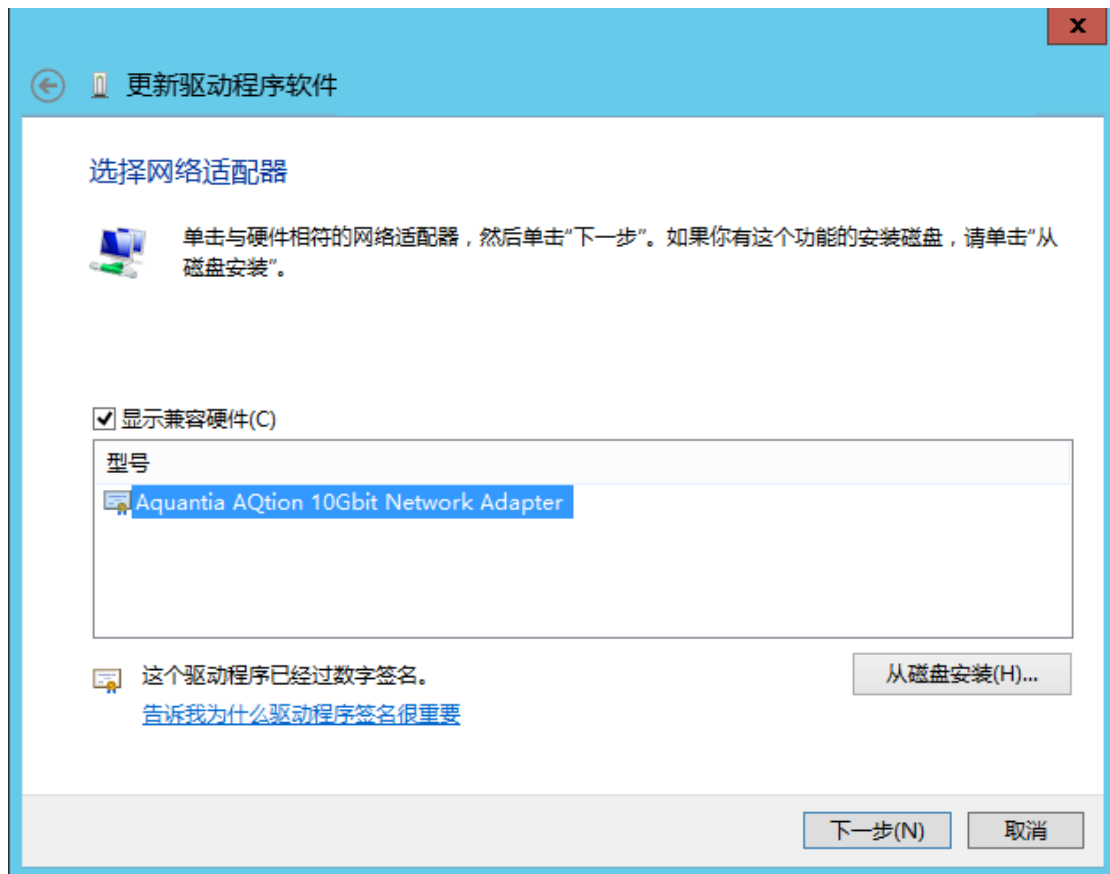 x
更新驱动程序软件
选择网络适配器
单击与硬件相符的网络适配器，然后单击“下一步”。如果你有这个功能的安装磁盘，请单击“从
磁盘安装”。
显示兼容硬件(C)
型号
Aquantia AQtion 10Gbit Network Adapter
这个驱动程序已经过数字签名。
从磁盘安装(H)...
告诉我为什么驱动程序签名很重要
下一步(N)
取消